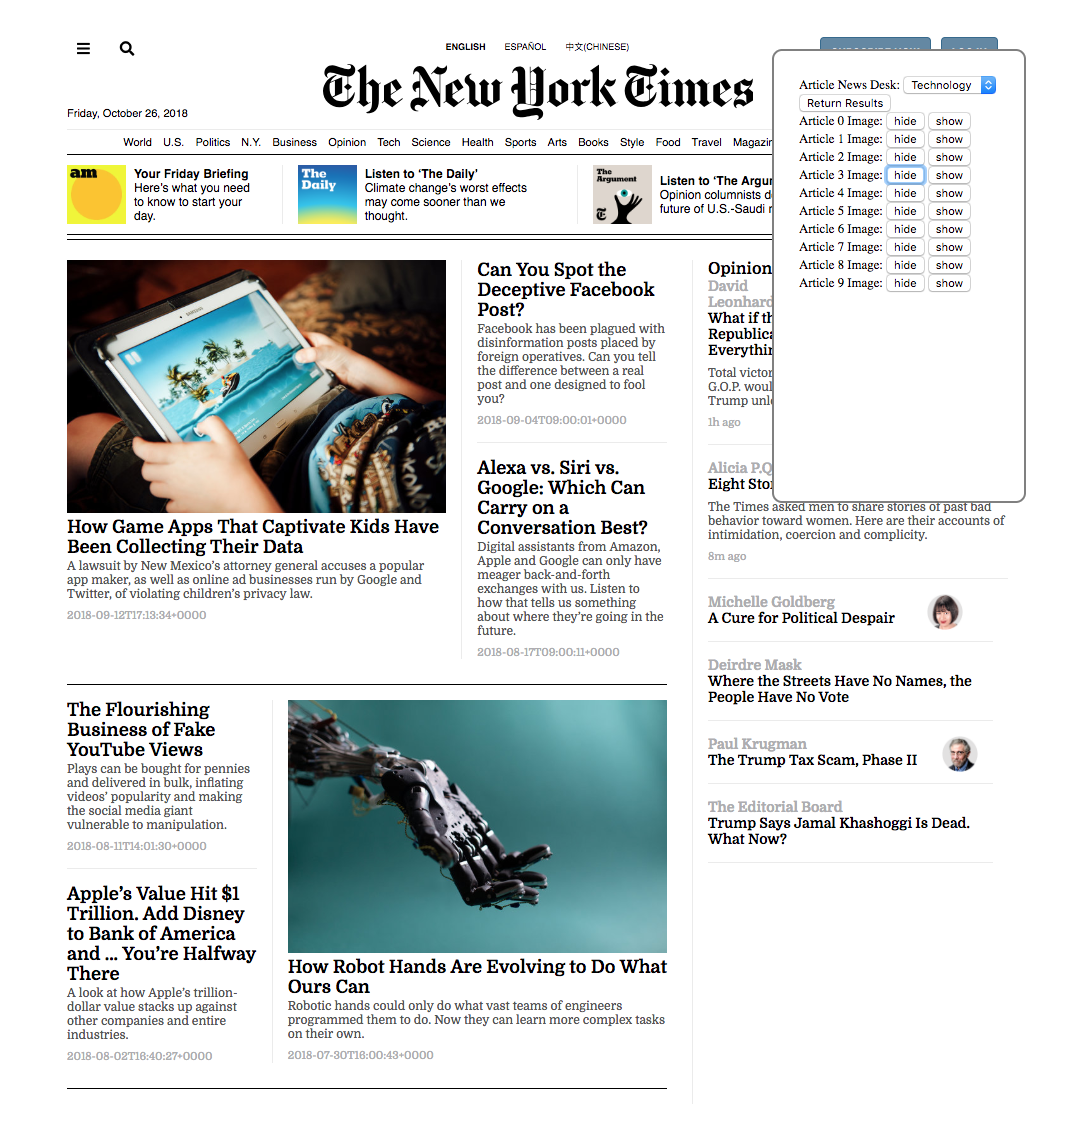 ENGLISH ESPAÑOL 中文(CHINESE)
The New York Times
Friday, October 26, 2018
World U.S. Politics N.Y. Business Opinion Tech Science Health Sports Arts Books Style Food Travel Magazin
am
Your Friday Briefing
Here's what you need
to know to start your
day.
The
Daily
Listen to ‘The Daily’
Climate change’s worst effects
may come sooner than we
thought.
The
Argument
Listen to ‘The Argur
Opinion columnists d
future of U.S.-Saudi r
Article News Desk: Technology
Return Results
Article 0 Image: hide show
Article 1 Image: hide show
Article 2 Image: hide show
Article 3 Image: hide show
Article 4 Image: hide show
Article 5 Image: hide show
Article 6 Image: hide show
Article 7 Image: hide show
Article 8 Image: hide show
Article 9 Image: hide show
How Game Apps That Captivate Kids Have
Been Collecting Their Data
A lawsuit by New Mexico’s attorney general accuses a popular
app maker, as well as online ad businesses run by Google and
Twitter, of violating children’s privacy law.
2018-09-12T17:13:34+0000
Can You Spot the
Deceptive Facebook
Post?
Facebook has been plagued with
disinformation posts placed by
foreign operatives. Can you tell
the difference between a real
post and one designed to fool
you?
2018-09-04T09:00:01+0000
Alexa vs. Siri vs.
Google: Which Can
Carry on a
Conversation Best?
Digital assistants from Amazon,
Apple and Google can only have
meager back-and-forth
exchanges with us. Listen to
how that tells us something
about where they’re going in the
future.
2018-08-17T09:00:11+0000
The Flourishing
Business of Fake
YouTube Views
Plays can be bought for pennies
and delivered in bulk, inflating
videos’ popularity and making
the social media giant
vulnerable to manipulation.
2018-08-11T14:01:30+0000
Apple’s Value Hit $1
Trillion. Add Disney
to Bank of America
and … You’re Halfway
There
A look at how Apple’s trillion-
dollar value stacks up against
other companies and entire
industries.
2018-08-02T16:40:27+0000
How Robot Hands Are Evolving to Do What
Ours Can
Robotic hands could only do what vast teams of engineers
programmed them to do. Now they can learn more complex tasks
on their own.
2018-07-30T16:00:43+0000
Opinion
David
Leonhard
What if th
Republica
Everythin
Total victor
G.O.P. woul
Trump unle
1h ago
Alicia P.Q
Eight Stor
The Times asked men to share stories of past bad
behavior toward women. Here are their accounts of
intimidation, coercion and complicity.
8m ago
Michelle Goldberg
A Cure for Political Despair
Deirdre Mask
Where the Streets Have No Names, the
People Have No Vote
Paul Krugman
The Trump Tax Scam, Phase II
The Editorial Board
Trump Says Jamal Khashoggi Is Dead.
What Now?